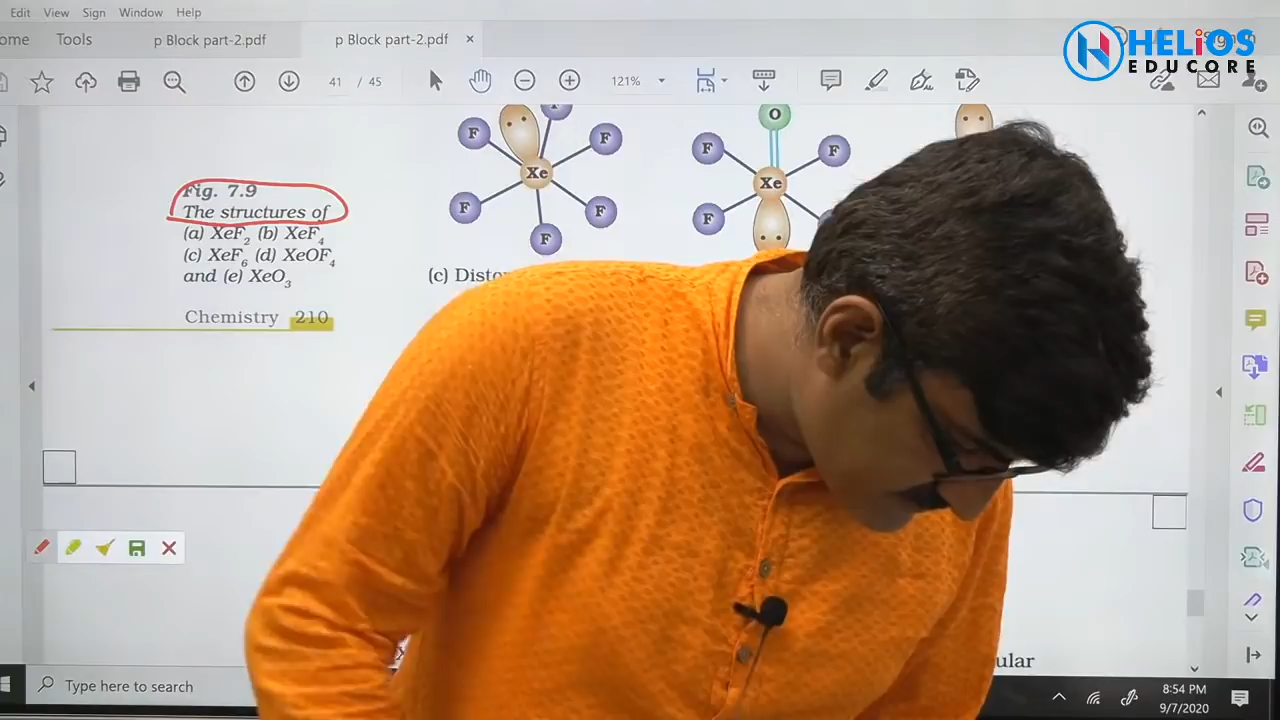 Edit View Sign Window Help
HELiOS
EDUCORE
ome Tools p Block part-2.pdf p Block part-2.pdf ×
41 / 45 121%
F F O F F
F Xe F Xe
F F F F
Fig. 7.9
The structures of
(a) XeF2 (b) XeF4
(c) XeF6 (d) XeOF4
and (e) XeO3
(c) Disto
Chemistry 210
ular
Type here to search
8:54 PM
9/7/2020